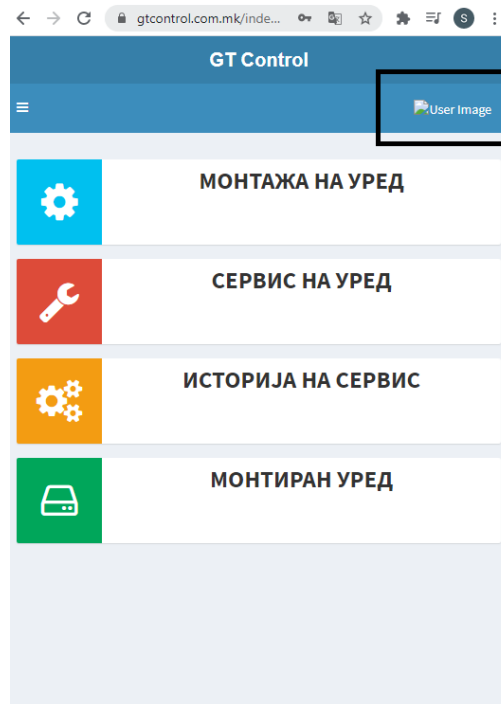 gtcontrol.com.mk/inde...
S
GT Control
User Image
МОНТАЖА НА УРЕД
СЕРВИС НА УРЕД
ИСТОРИЈА НА СЕРВИС
МОНТИРАН УРЕД